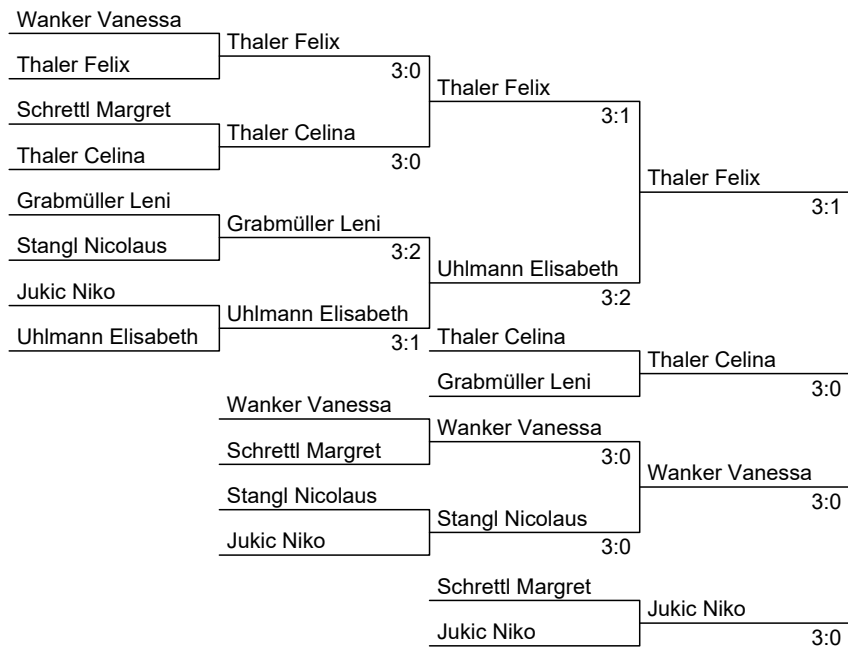 Wanker Vanessa
Thaler Felix
Thaler Felix
3:0
Thaler Felix
Schrettl Margret
3:1
Thaler Celina
Thaler Celina
3:0
Thaler Felix
3:1
Grabmüller Leni
Grabmüller Leni
Stangl Nicolaus
3:2
Uhlmann Elisabeth
3:2
Jukic Niko
Uhlmann Elisabeth
Uhlmann Elisabeth
3:1
Thaler Celina
Thaler Celina
Grabmüller Leni
3:0
Wanker Vanessa
Wanker Vanessa
Schrettl Margret
3:0
Wanker Vanessa
3:0
Stangl Nicolaus
Stangl Nicolaus
Jukic Niko
3:0
Schrettl Margret
Jukic Niko
Jukic Niko
3:0